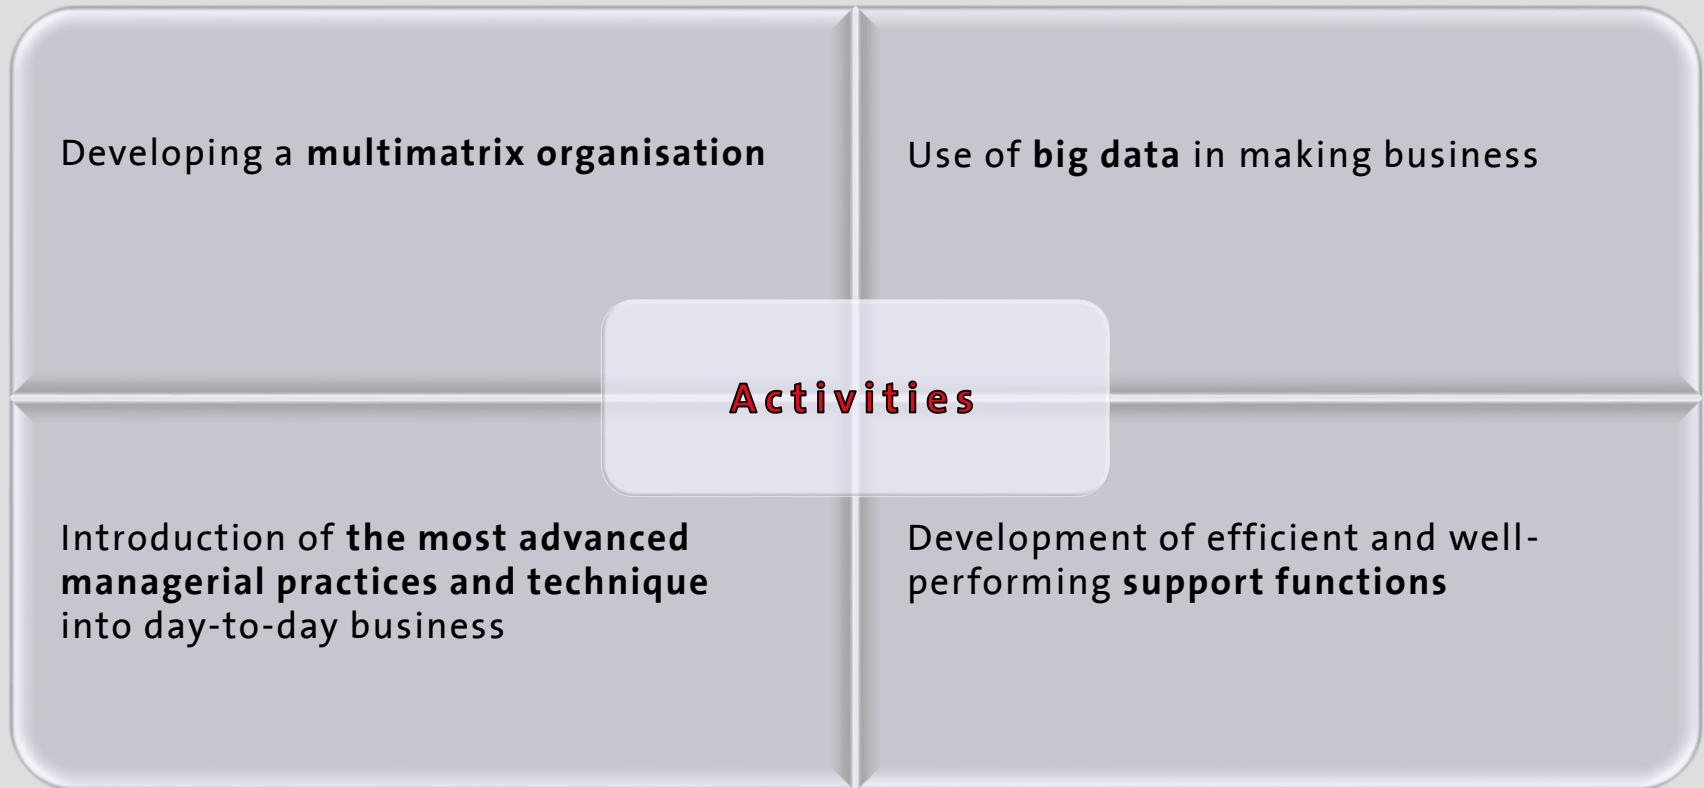 Developing a multimatrix organisation
Use of big data in making business
Activities
Introduction of the most advanced
managerial practices and technique
into day-to-day business
Development of efficient and well-
performing support functions